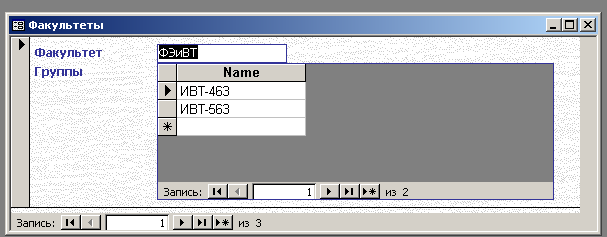 Факультеты
Факультет ФЭиВТ
Группы
Name
ИВТ-463
ИВТ-563
Запись: 1 из 2
Запись: 1 из 3